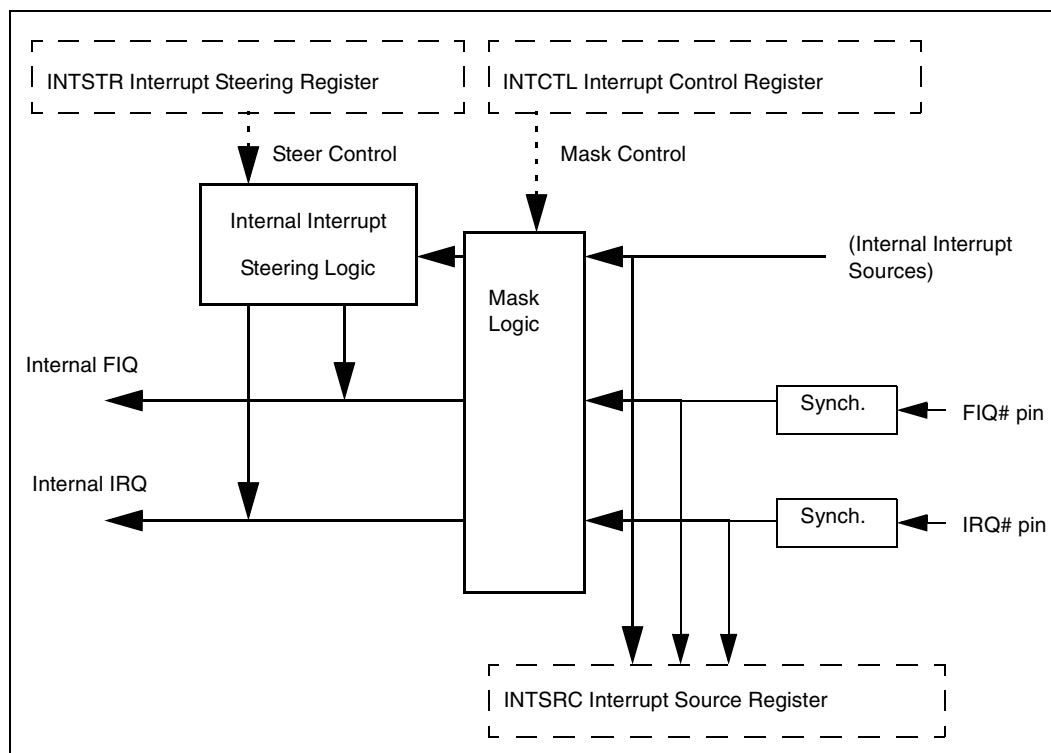 INTSTR Interrupt Steering Register
INTCTL Interrupt Control Register
Steer Control
Mask Control
Internal Interrupt
Steering Logic
(Internal Interrupt
Sources)
Mask
Logic
Internal FIQ
Synch.
FIQ# pin
Internal IRQ
Synch.
IRQ# pin
INTSRC Interrupt Source Register